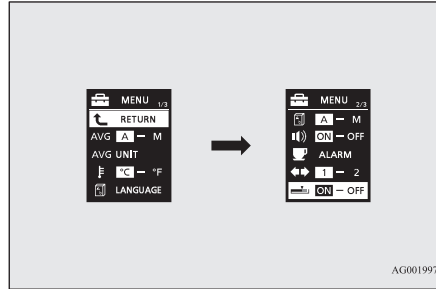 MENU 1/3
RETURN
AVG A – M
AVG UNIT
°C – °F
LANGUAGE
MENU 2/3
A – M
ON – OFF
ALARM
1 – 2
ON – OFF
AG001997